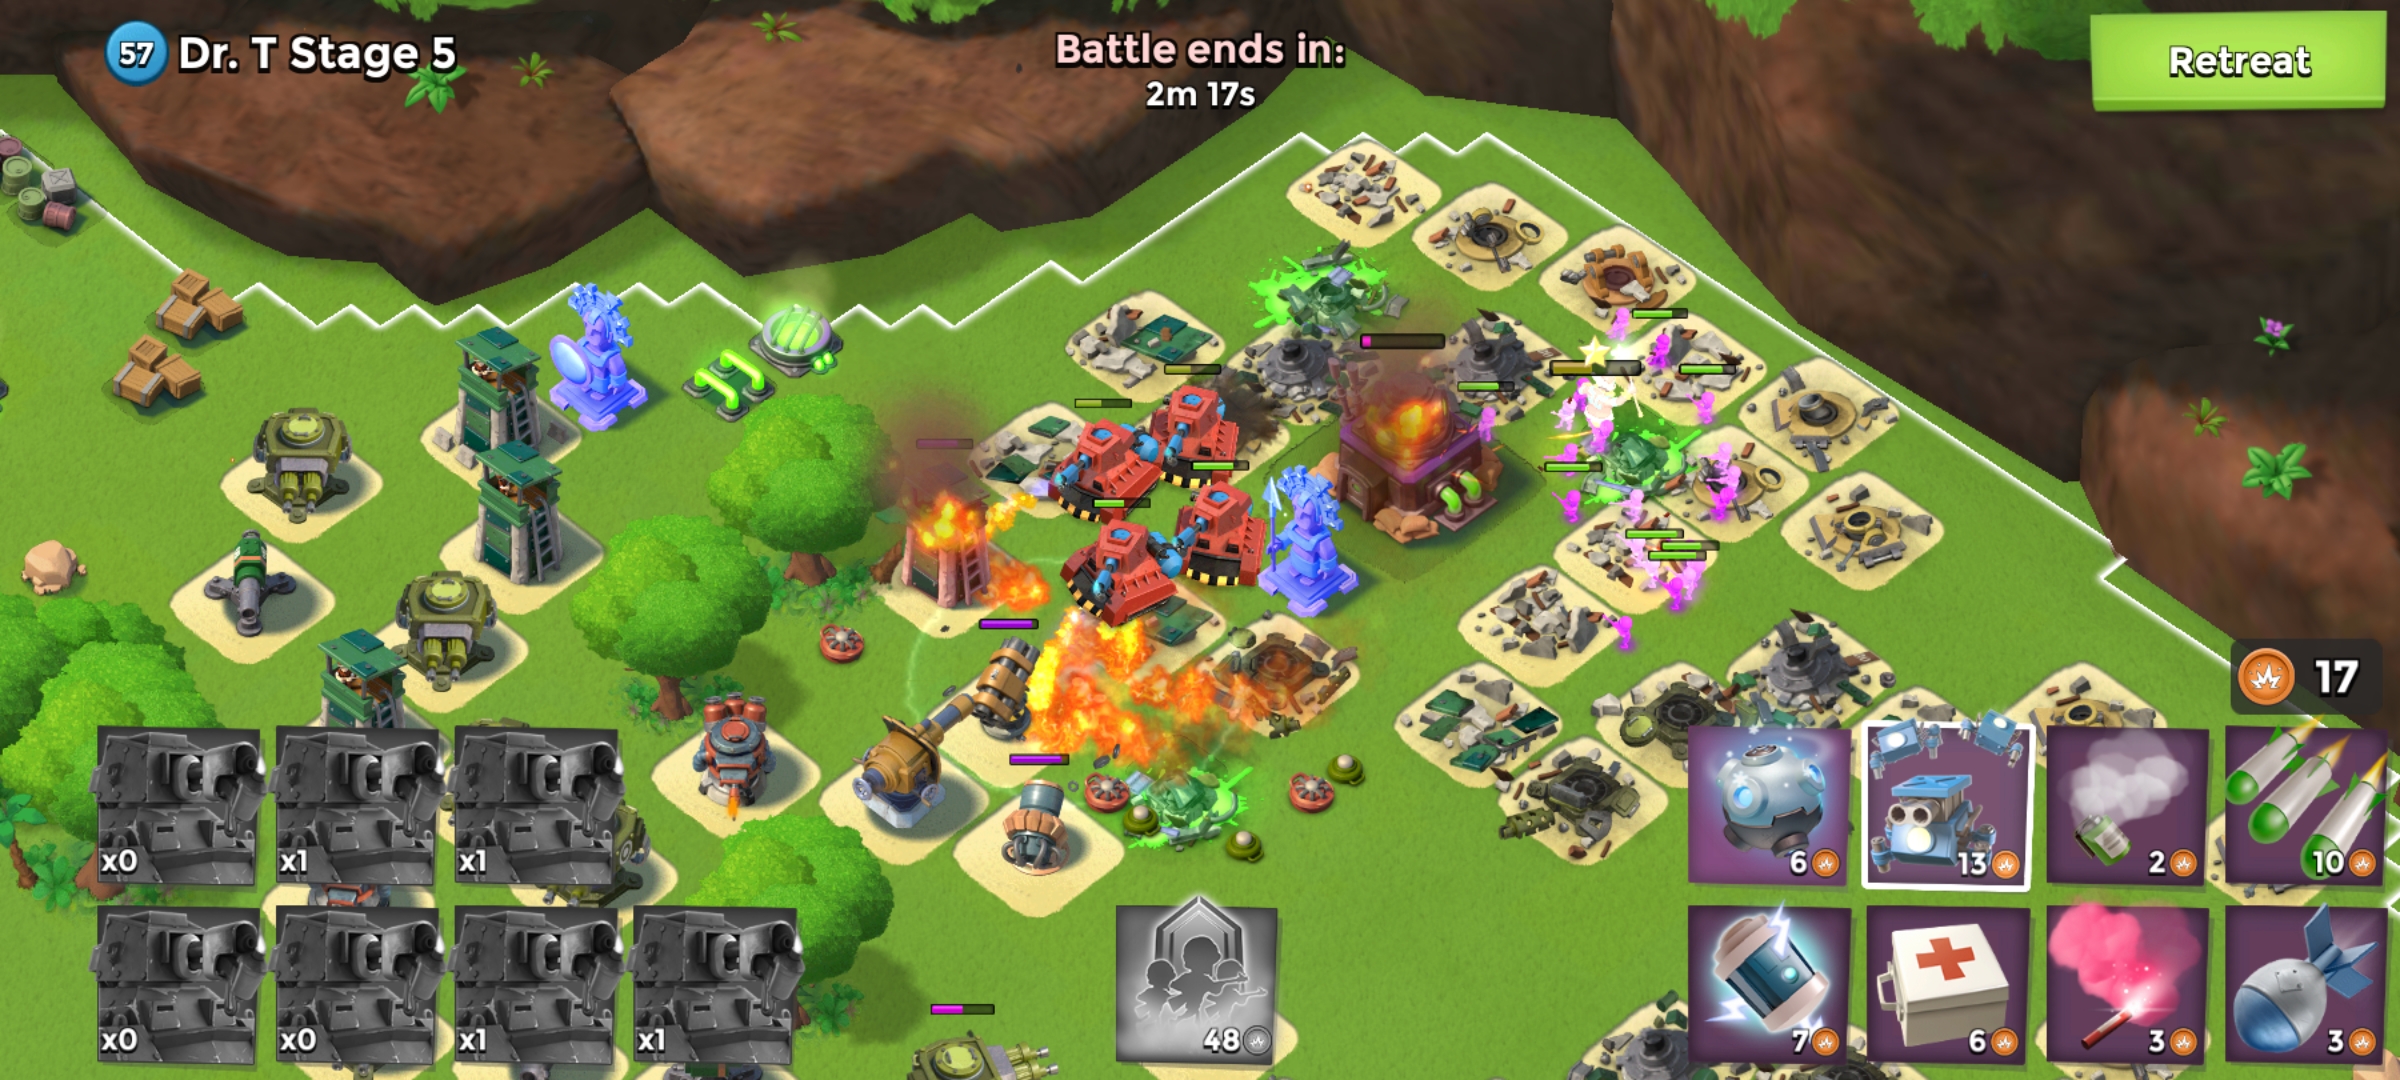 57 Dr. T Stage 5
Battle ends in:
2m 17s
Retreat
17
x0
x1
x1
6
13
2
10
x0
x0
x1
x1
48
7
6
3
3